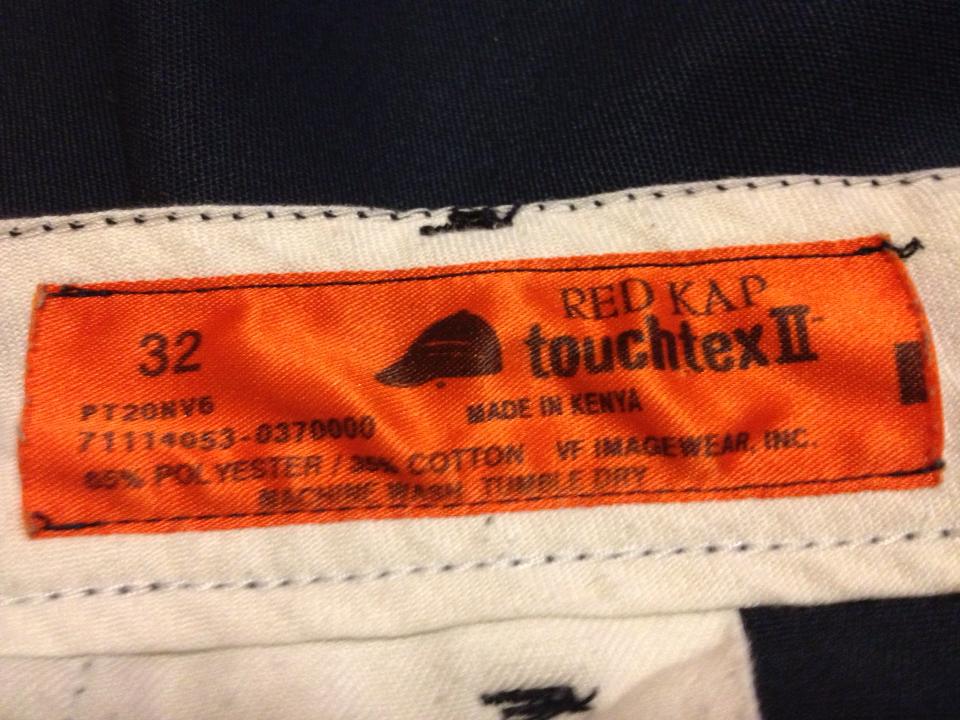 RED KAP
32 touchtex II
PT20NV6 MADE IN KENYA
71114053-0370000
65% POLYESTER / 35% COTTON VF IMAGEWEAR, INC.
MACHINE WASH TUMBLE DRY